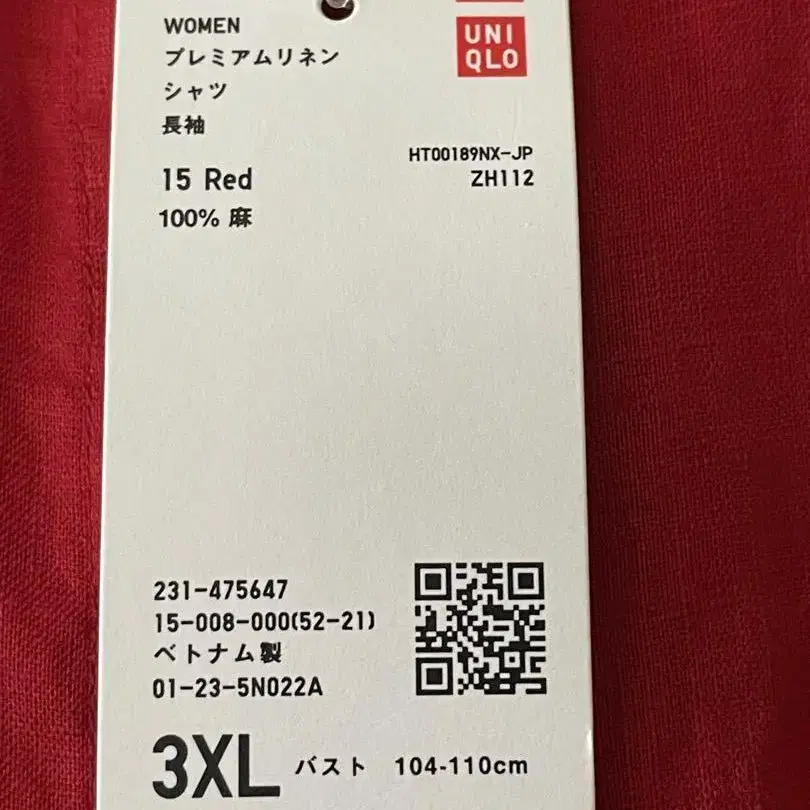 WOMEN
プレミアムリネン
シャツ
長袖
UNI
QLO
HT00189NX-JP
15 Red
ZH112
100% 麻
231-475647
15-008-000(52-21)
ベトナム製
01-23-5N022A
3XL バスト 104-110cm